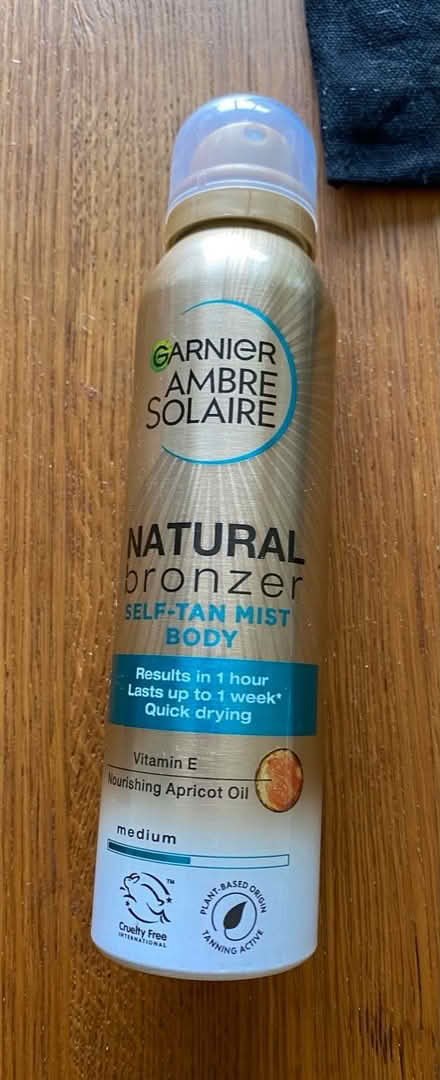 GARNIER
AMBRE
SOLAIRE
NATURAL
bronzer
SELF-TAN MIST
BODY
Results in 1 hour
Lasts up to 1 week*
Quick drying
Vitamin E
Nourishing Apricot Oil
medium
TM
Cruelty Free
INTERNATIONAL
PLANT-BASED ORIGIN
TANNING ACTIVE